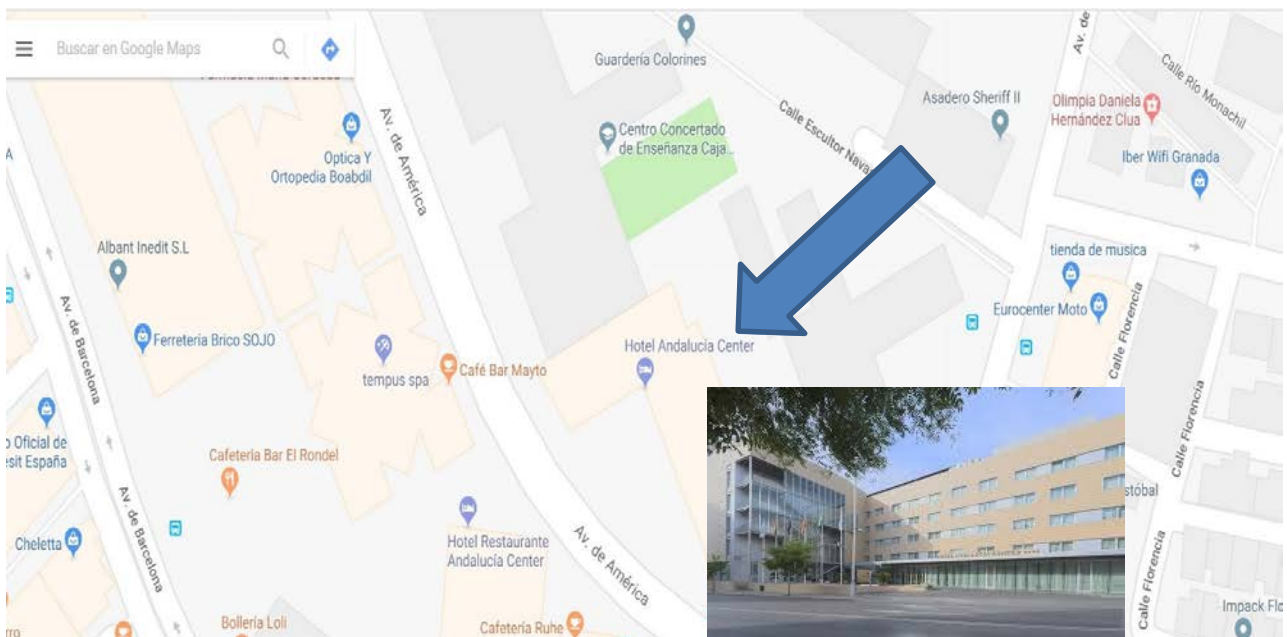 Buscar en Google Maps
Guardería Colorines
Av. de
Calle Río Monachil
Asadero Sheriff II
Olimpia Daniela
Hernández Clua
Iber Wifi Granada
Centro Concertado
de Enseñanza Caja...
Calle Escultor Nava
Av. de América
Optica Y
Ortopedia Boabdil
A
Albant Inedit S.L
tienda de musica
Eurocenter Moto
Calle Florencia
Av. de Barcelona
Ferretería Brico SOJO
tempus spa
Café Bar Mayto
Hotel Andalucia Center
Calle Florencia
o Oficial de
esit España
Cafetería Bar El Rondel
Av. de Barcelona
Cheletta
Hotel Restaurante
Andalucía Center
Av. de América
stóbal
Calle Florencia
Impack Flo
Bollería Loli
Cafetería Ruhe
rro